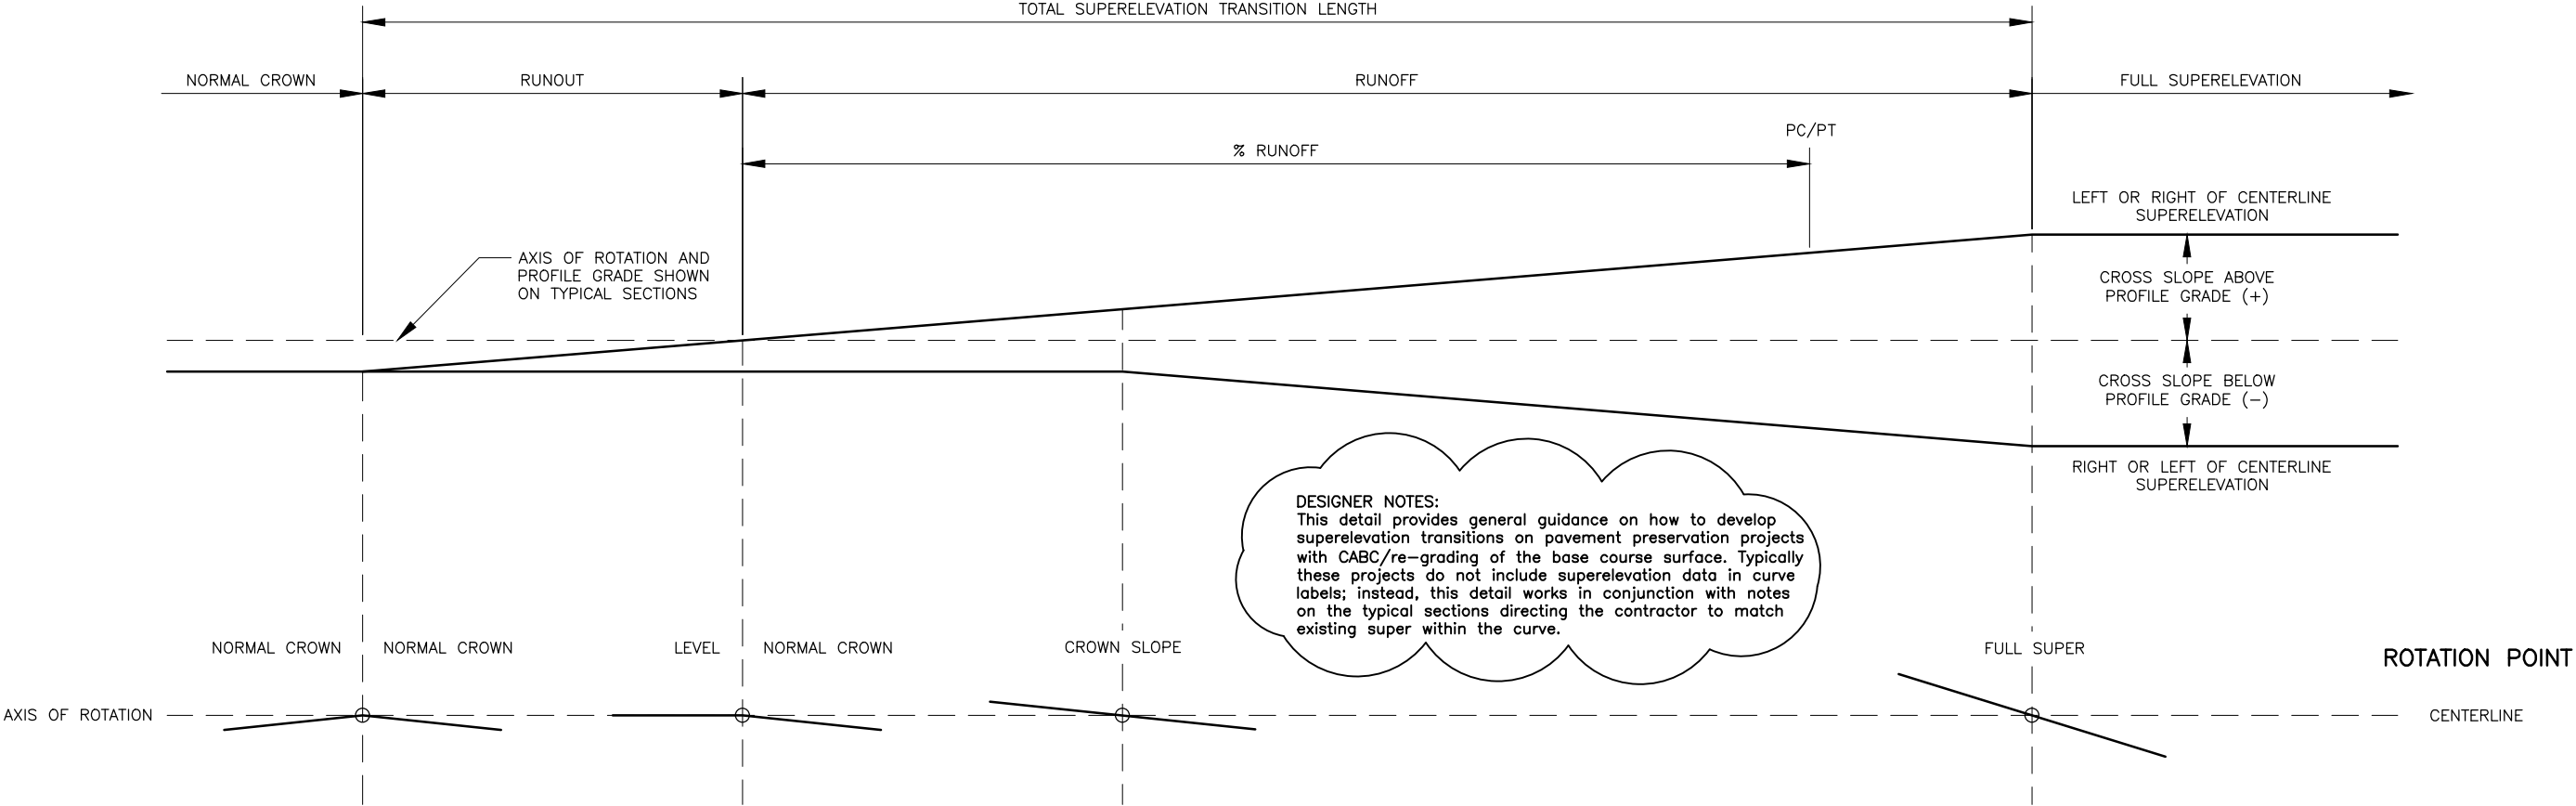 TOTAL SUPERELEVATION TRANSITION LENGTH
NORMAL CROWN
RUNOUT
RUNOFF
FULL SUPERELEVATION
PC/PT
% RUNOFF
LEFT OR RIGHT OF CENTERLINE
SUPERELEVATION
AXIS OF ROTATION AND
PROFILE GRADE SHOWN
ON TYPICAL SECTIONS
CROSS SLOPE ABOVE
PROFILE GRADE (+)
CROSS SLOPE BELOW
PROFILE GRADE (-)
RIGHT OR LEFT OF CENTERLINE
SUPERELEVATION
DESIGNER NOTES:
This detail provides general guidance on how to develop
superelevation transitions on pavement preservation projects
with CABC/re-grading of the base course surface. Typically
these projects do not include superelevation data in curve
labels; instead, this detail works in conjunction with notes
on the typical sections directing the contractor to match
existing super within the curve.
NORMAL CROWN
NORMAL CROWN
LEVEL
NORMAL CROWN
CROWN SLOPE
FULL SUPER
ROTATION POINT
AXIS OF ROTATION
CENTERLINE